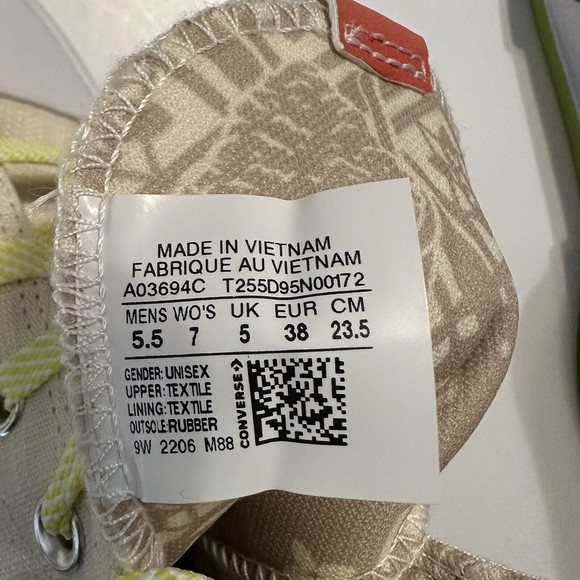 MADE IN VIETNAM
FABRIQUE AU VIETNAM
A03694C T255D95N00172
MENS WO'S UK EUR CM
5.5 7 5 38 23.5
GENDER: UNISEX
UPPER: TEXTILE
LINING: TEXTILE
OUTSOLE: RUBBER
9W 2206 M88
CONVERSE